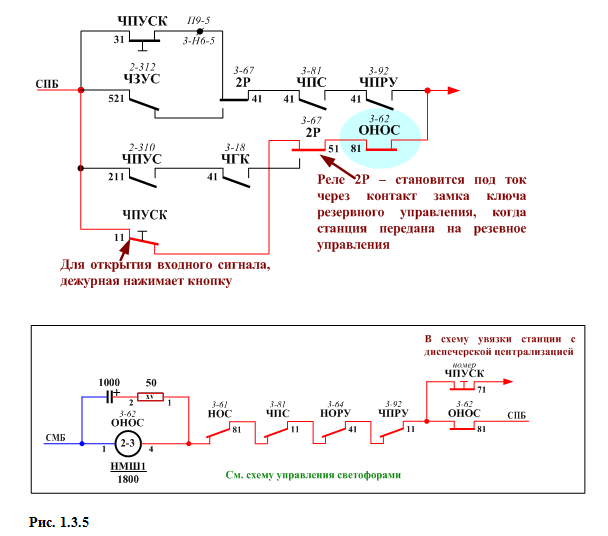 ЧПУСК
П9-5
31
3-Н6-5
2-312
3-67
3-81
3-92
ЧЗУС
2Р
ЧПС
ЧПРУ
СПБ
521
41
41
41
3-67
3-62
2Р
ОНОС
2-310
3-18
51
81
ЧПУС
ЧГК
211
41
Реле 2Р – становится под ток
через контакт замка ключа
резервного управления, когда
станция передана на резевное
управления
ЧПУСК
11
Для открытия входного сигнала,
дежурная нажимает кнопку
В схему увязки станции с
диспечерской централизацией
номер
ЧПУСК
71
1000
50
+
xv
2
1
3-62
ОНОС
3-61
НОС
3-81
ЧПС
3-64
НОРУ
3-92
ЧПРУ
3-62
ОНОС
СПБ
СМБ
1
2-3
4
81
11
41
11
81
НМШ1
1800
См. схему управления светофорами
Рис. 1.3.5